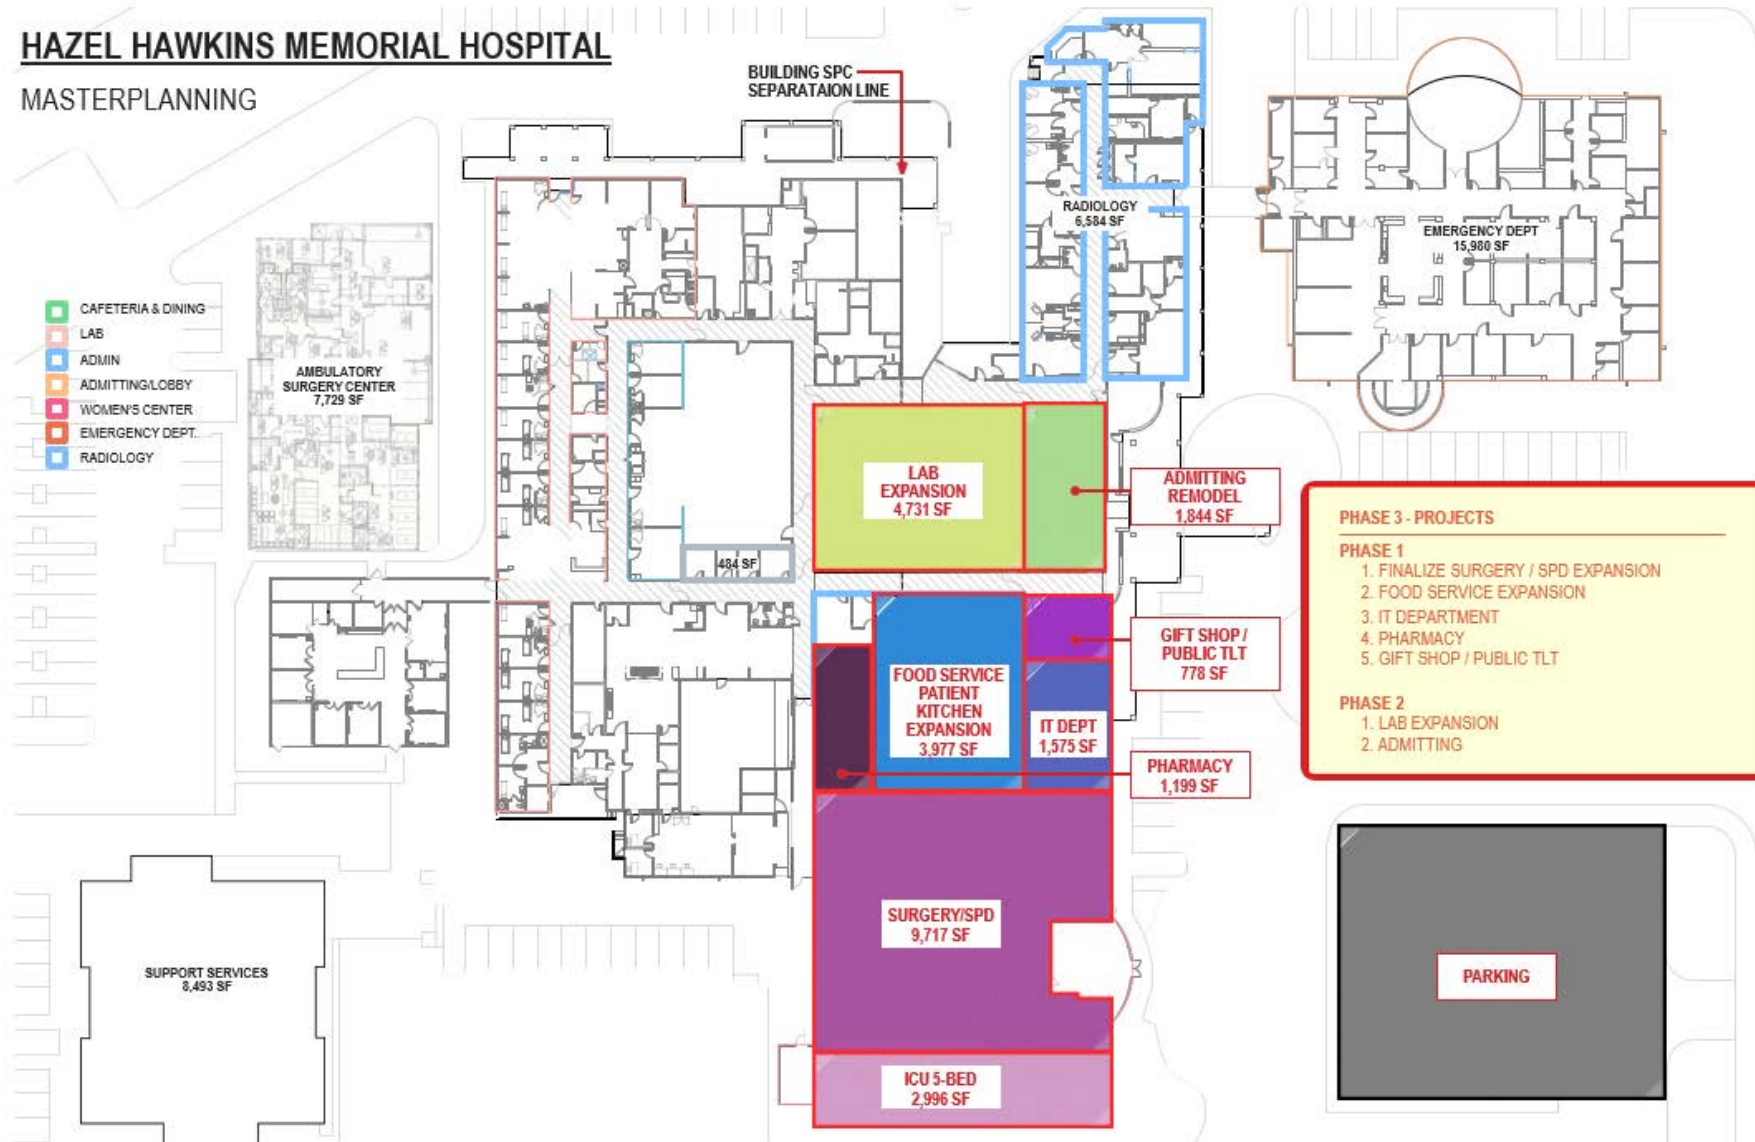 HAZEL HAWKINS MEMORIAL HOSPITAL
MASTERPLANNING
BUILDING SPC
SEPARATAION LINE
RADIOLOGY
6,584 SF
EMERGENCY DEPT
15,980 SF
CAFETERIA & DINING
LAB
ADMIN
ADMITTING/LOBBY
WOMEN'S CENTER
EMERGENCY DEPT.
RADIOLOGY
AMBULATORY
SURGERY CENTER
7,729 SF
LAB
EXPANSION
4,731 SF
ADMITTING
REMODEL
1,844 SF
484 SF
GIFT SHOP /
PUBLIC TLT
778 SF
FOOD SERVICE
PATIENT
KITCHEN
EXPANSION
3,977 SF
IT DEPT
1,575 SF
PHARMACY
1,199 SF
PHASE 3 - PROJECTS
PHASE 1
1. FINALIZE SURGERY / SPD EXPANSION
2. FOOD SERVICE EXPANSION
3. IT DEPARTMENT
4. PHARMACY
5. GIFT SHOP / PUBLIC TLT
PHASE 2
1. LAB EXPANSION
2. ADMITTING
SURGERY/SPD
9,717 SF
SUPPORT SERVICES
8,493 SF
PARKING
ICU 5-BED
2,996 SF